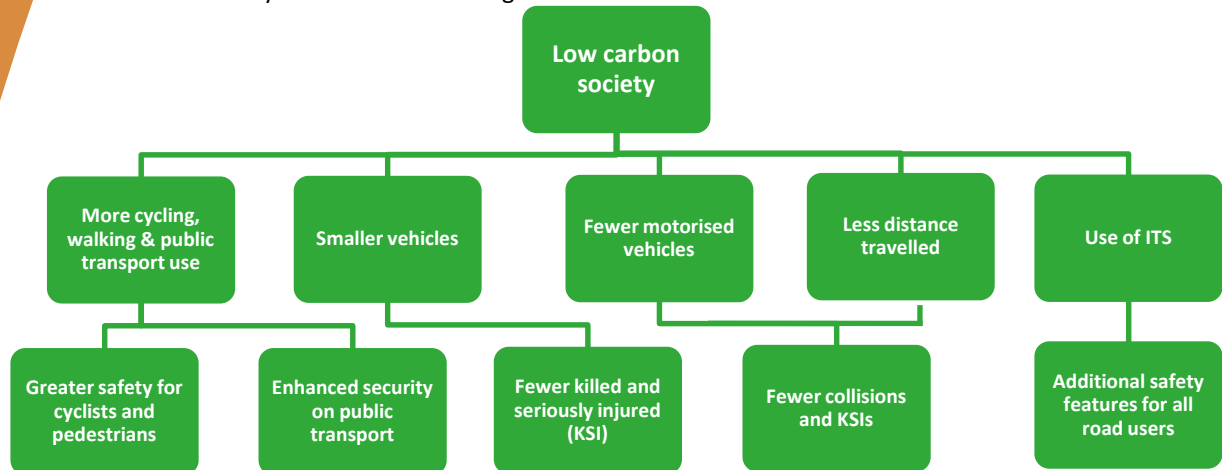 Low carbon
society
More cycling,
walking & public
transport use
Smaller vehicles
Fewer motorised
vehicles
Less distance
travelled
Use of ITS
Greater safety for
cyclists and
pedestrians
Enhanced security
on public
transport
Fewer killed and
seriously injured
(KSI)
Fewer collisions
and KSIs
Additional safety
features for all
road users